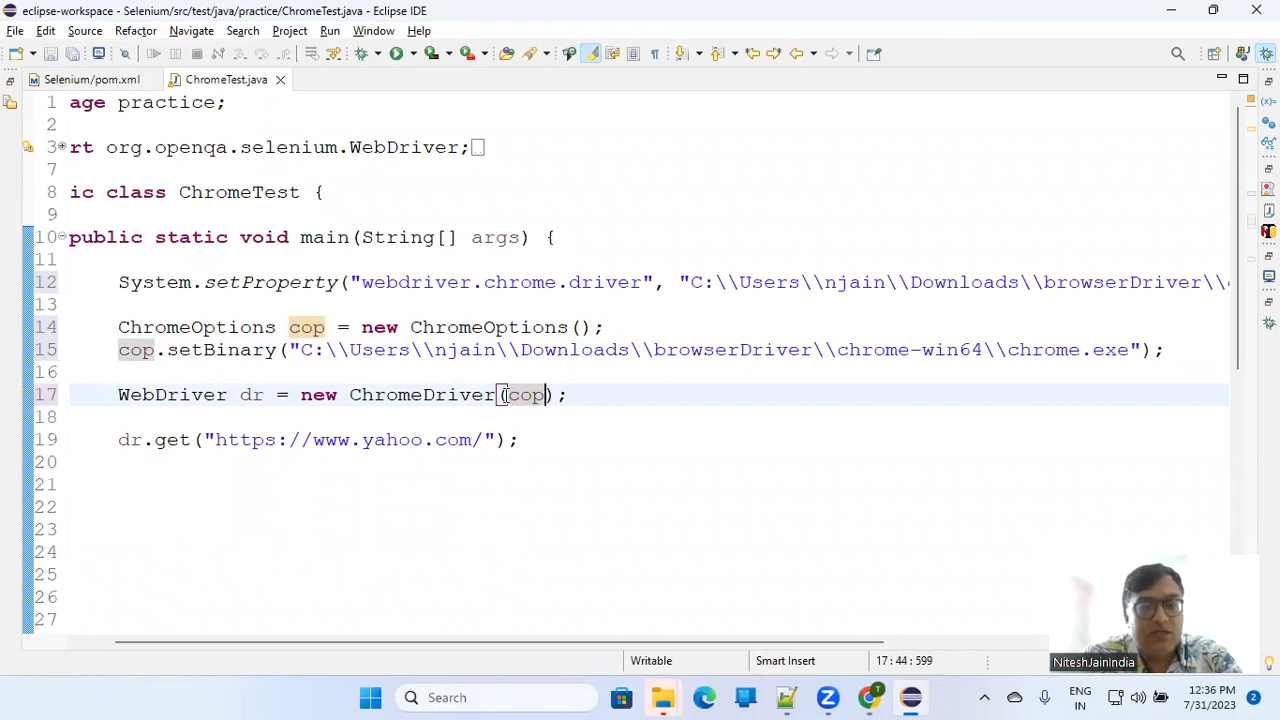 eclipse-workspace - Selenium/src/test/java/practice/ChromeTest.java - Eclipse IDE
File Edit Source Refactor Navigate Search Project Run Window Help
Selenium/pom.xml ChromeTest.java
1 age practice;
2
3 rt org.openqa.selenium.WebDriver;
7
8 ic class ChromeTest {
9
10 public static void main(String[] args) {
11
12 System.setProperty("webdriver.chrome.driver", "C:\\Users\\njain\\Downloads\\browserDriver\\
13
14 ChromeOptions cop = new ChromeOptions();
15 cop.setBinary("C:\\Users\\njain\\Downloads\\browserDriver\\chrome-win64\\chrome.exe");
16
17 WebDriver dr = new ChromeDriver(cop);
18
19 dr.get("https://www.yahoo.com/");
20
21
22
23
24
25
26
27
NiteshJainIndia
Writable Smart Insert 17 : 44 : 599
Search
ENG
IN
12:36 PM
7/31/2023
2